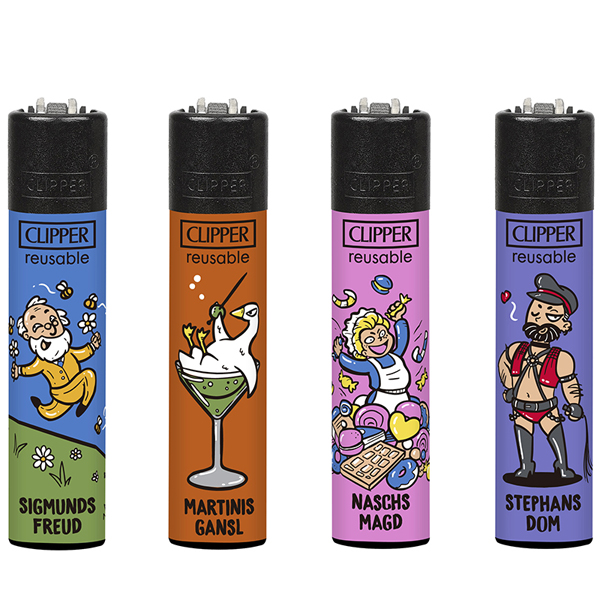 CLIPPER
CLIPPER
reusable
SIGMUNDS
FREUD
CLIPPER
CLIPPER
reusable
MARTINIS
GANSL
CLIPPER
CLIPPER
reusable
NASCHS
MAGD
CLIPPER
CLIPPER
reusable
STEPHANS
DOM